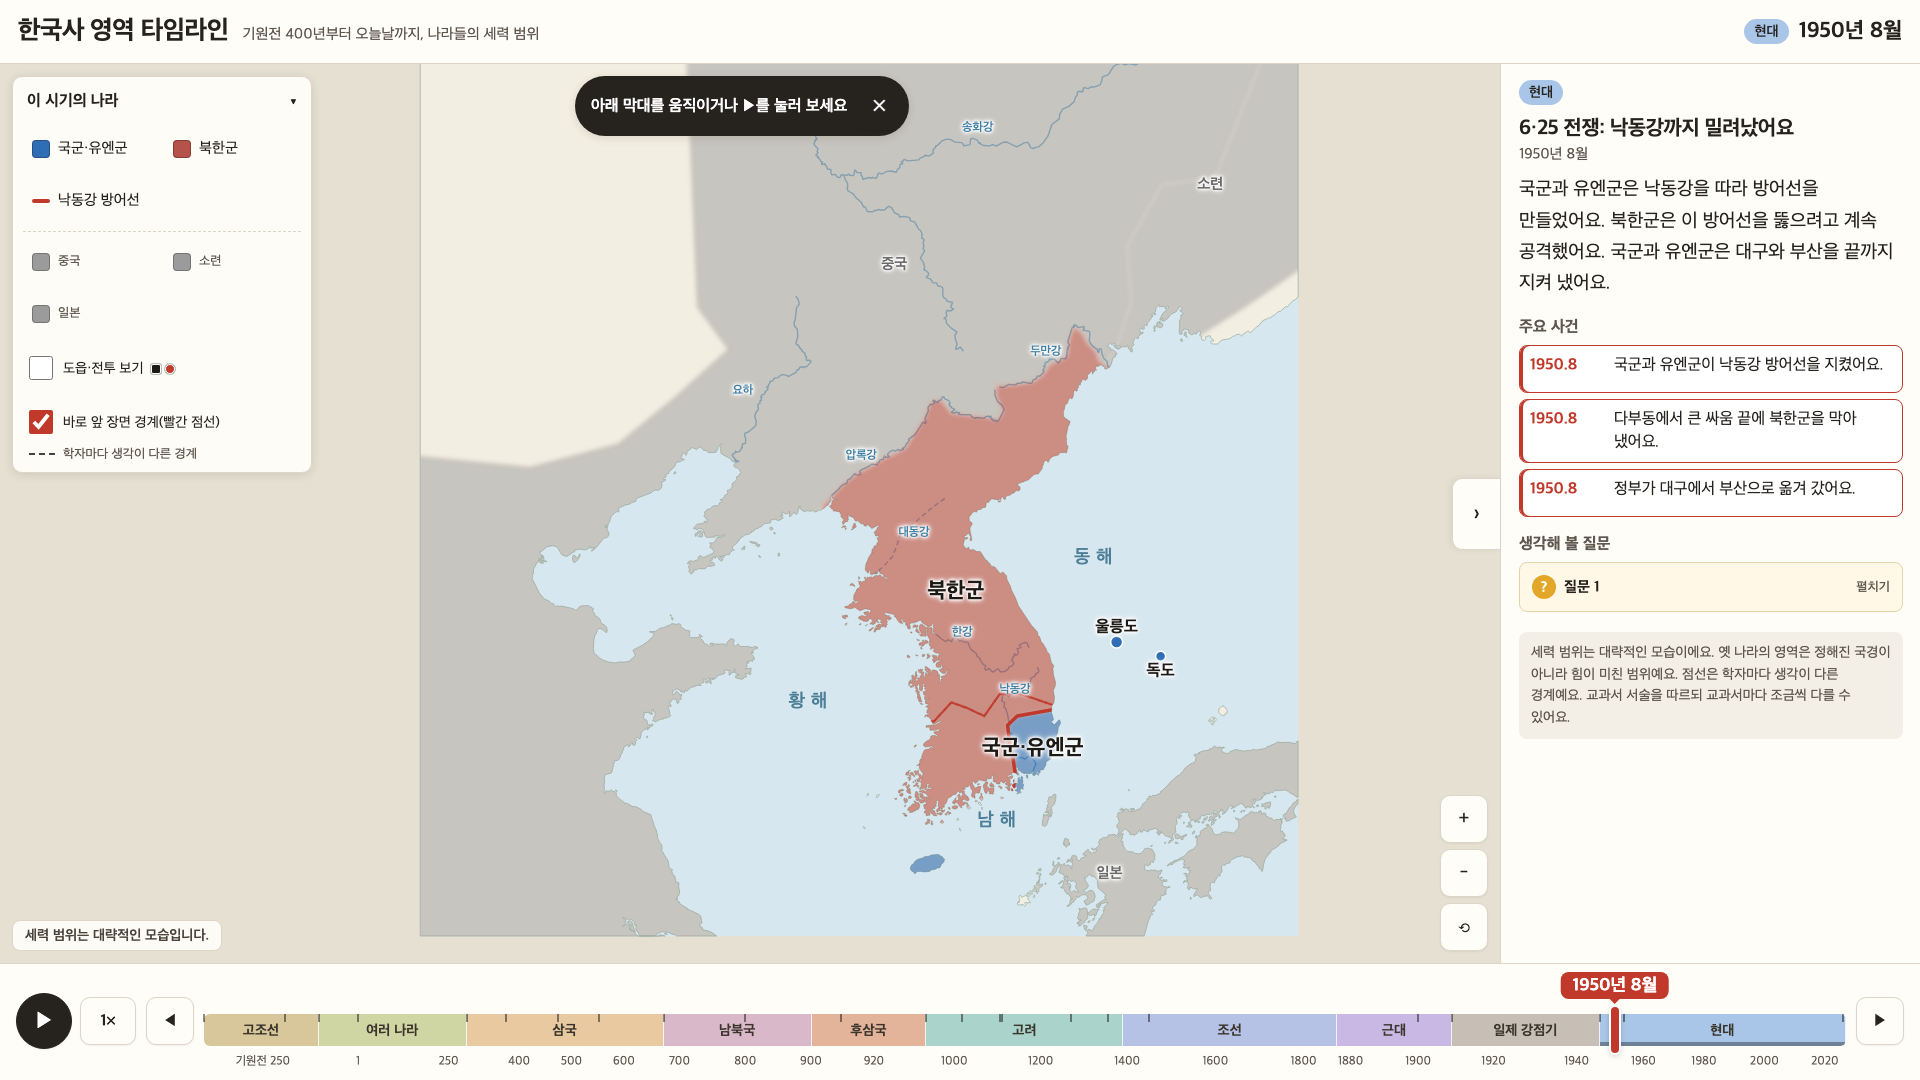 한국사 영역 타임라인
기원전 400년부터 오늘날까지, 나라들의 세력 범위
현대
1950년 8월
이 시기의 나라
▼
국군·유엔군
북한군
낙동강 방어선
중국
소련
일본
도읍·전투 보기
바로 앞 장면 경계(빨간 점선)
학자마다 생각이 다른 경계
아래 막대를 움직이거나 ▶를 눌러 보세요
✕
송화강
소련
중국
두만강
요하
압록강
대동강
동 해
북한군
울릉도
한강
독도
낙동강
황 해
국군·유엔군
남 해
일본
세력 범위는 대략적인 모습입니다.
›
+
−
⟲
현대
6·25 전쟁: 낙동강까지 밀려났어요
1950년 8월
국군과 유엔군은 낙동강을 따라 방어선을
만들었어요. 북한군은 이 방어선을 뚫으려고 계속
공격했어요. 국군과 유엔군은 대구와 부산을 끝까지
지켜 냈어요.
주요 사건
1950.8 국군과 유엔군이 낙동강 방어선을 지켰어요.
1950.8 다부동에서 큰 싸움 끝에 북한군을 막아
냈어요.
1950.8 정부가 대구에서 부산으로 옮겨 갔어요.
생각해 볼 질문
? 질문 1 펼치기
세력 범위는 대략적인 모습이에요. 옛 나라의 영역은 정해진 국경이
아니라 힘이 미친 범위예요. 점선은 학자마다 생각이 다른
경계예요. 교과서 서술을 따르되 교과서마다 조금씩 다를 수
있어요.
1950년 8월
▶ 1× ◀
고조선 여러 나라 삼국 남북국 후삼국 고려 조선 근대 일제 강점기 현대
▶
기원전 250 1 250 400 500 600 700 800 900 920 1000 1200 1400 1600 1800 1880 1900 1920 1940 1960 1980 2000 2020